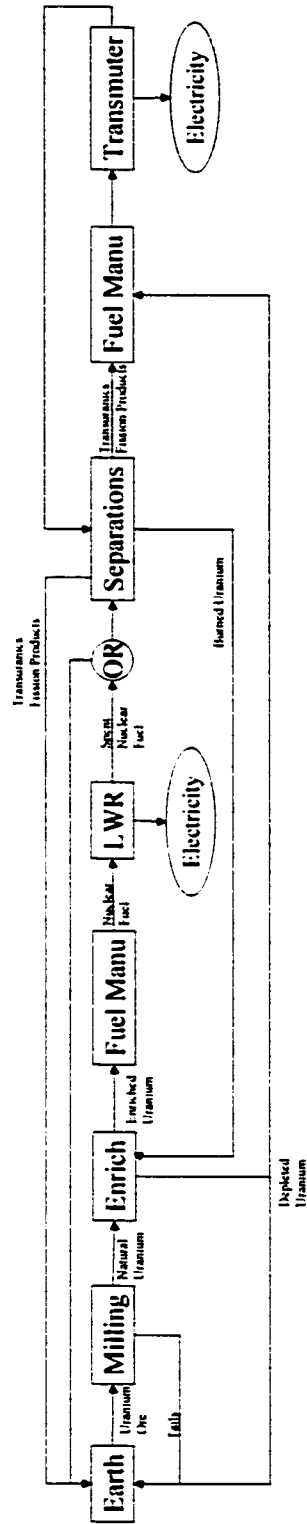 Earth
Uranium
Ore
Milling
Tails
Natural
Uranium
Enrich
Enriched
Uranium
Fuel Manu
Nuclear
Fuel
LWR
Electricity
Spent
Nuclear
Fuel
OR
Separations
Transuranics
Fission Products
Transuranics
Fission Products
Fuel Manu
Transmuter
Electricity
Burned Uranium
Depleted
Uranium